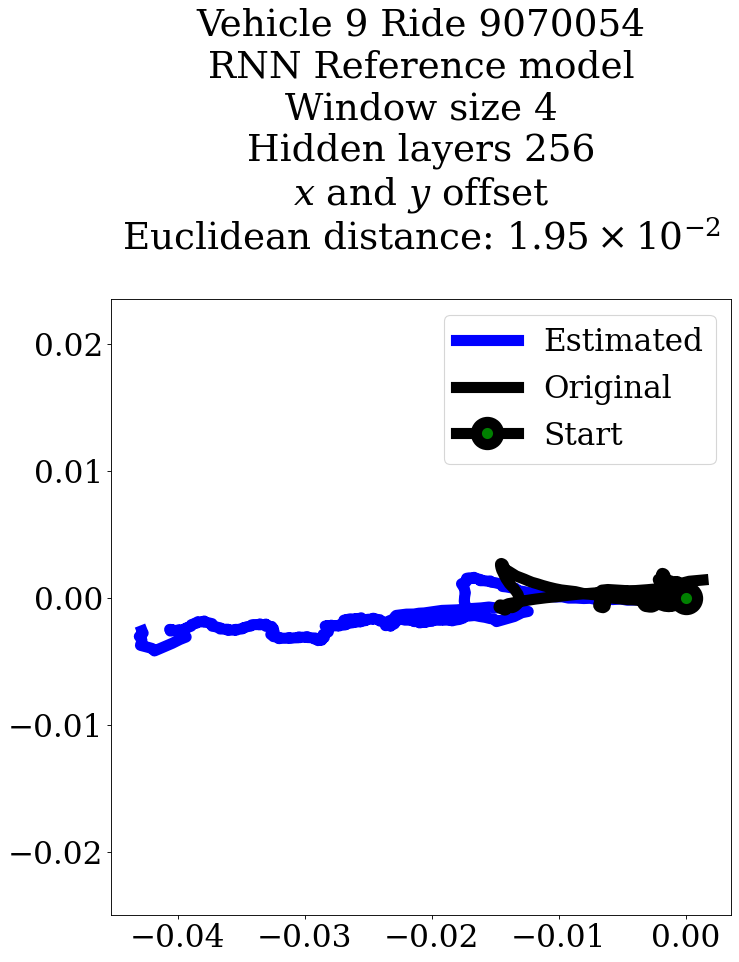 Vehicle 9 Ride 9070054
RNN Reference model
Window size 4
Hidden layers 256
x and y offset
Euclidean distance: 1.95 × 10⁻²
Estimated
Original
Start
0.02
0.01
0.00
−0.01
−0.02
−0.04
−0.03
−0.02
−0.01
0.00